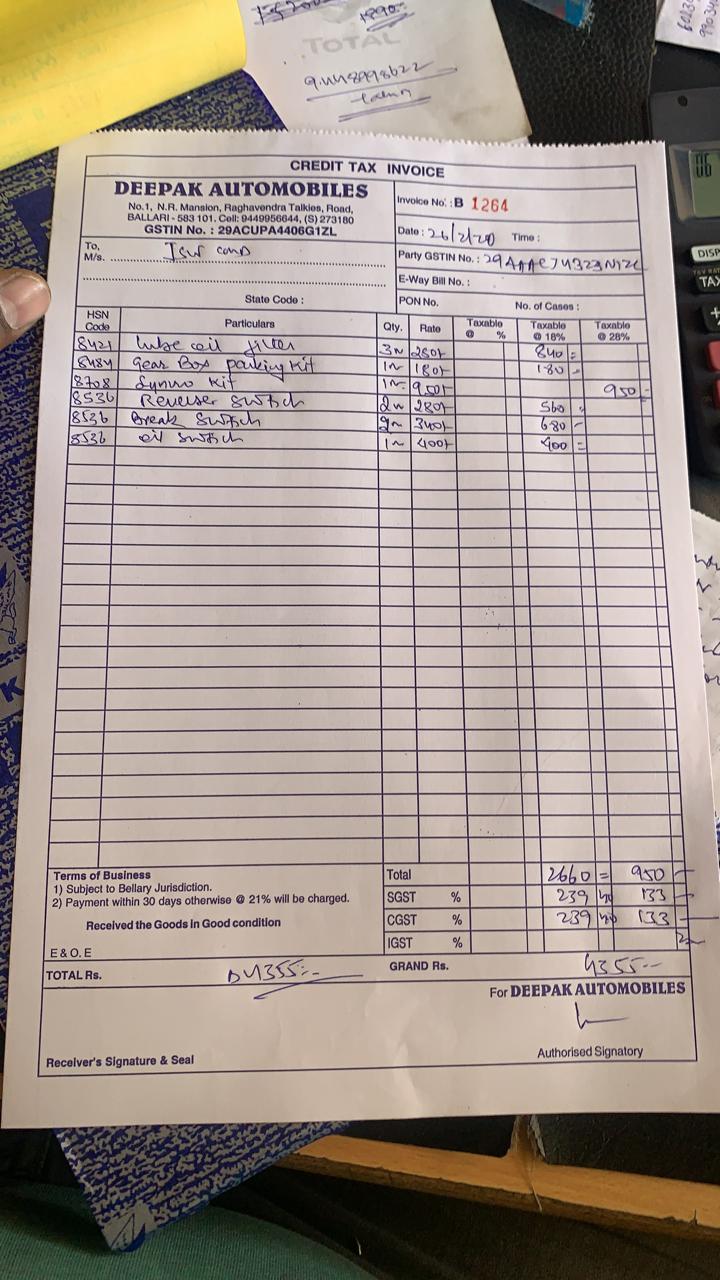 1890
TOTAL
CREDIT TAX INVOICE
DEEPAK AUTOMOBILES
No.1, N.R. Mansion, Raghavendra Talkies, Road,
BALLARI - 583 101. Cell: 9449956644, (S) 273180
GSTIN No. : 29ACUPA4406G1ZL
Invoice No. : B 1264
Date : 26/2/20 Time :
To,
M/s.
Party GSTIN No. :
E-Way Bill No. :
State Code :
PON No. No. of Cases :
HSN Code Particulars Qty. Rate Taxable @ % Taxable @ 18% Taxable @ 28%
8421 lube oil filter 3 280/- 840=
8484 Gear Box packing Kit 1 180/- 180-
8708 Synro Kit 1 950/- 950-
8536 Reverser Switch 2 280/- 560
8536 Break Switch 2 340/- 680-
8536 oil switch 1 400/- 400=
Terms of Business
1) Subject to Bellary Jurisdiction.
2) Payment within 30 days otherwise @ 21% will be charged.
Received the Goods in Good condition
E & O. E
Total 2660= 950-
SGST % 239 40 133-
CGST % 239 40 133-
IGST %
TOTAL Rs. 4355:- GRAND Rs. 4355--
For DEEPAK AUTOMOBILES
Receiver's Signature & Seal Authorised Signatory
DISP
TAX